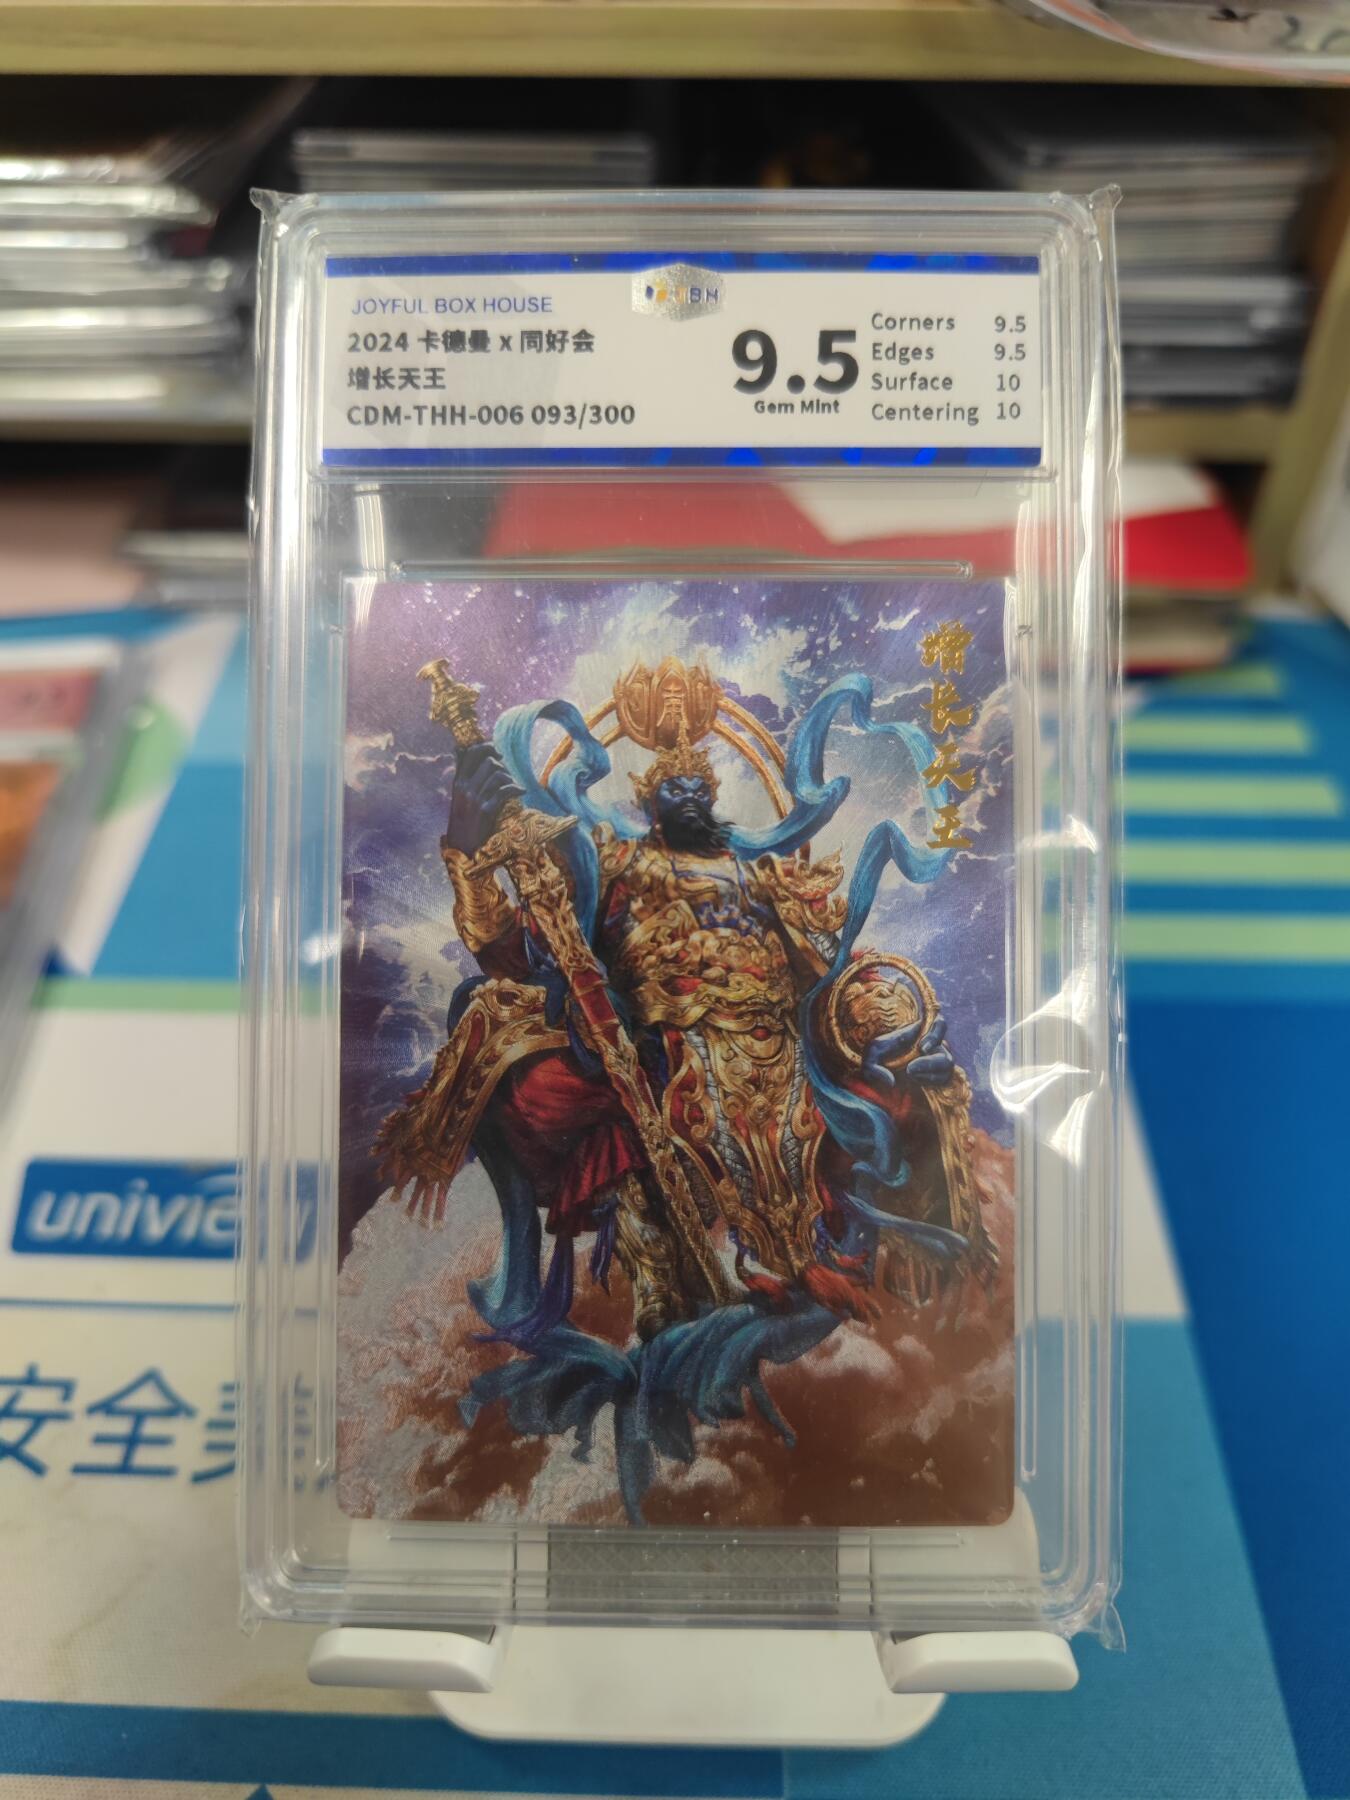 JOYFUL BOX HOUSE
JBH
2024 卡德曼 x 同好会
增长天王
CDM-THH-006 093/300
9.5
Gem Mint
Corners 9.5
Edges 9.5
Surface 10
Centering 10
增长天王
安全